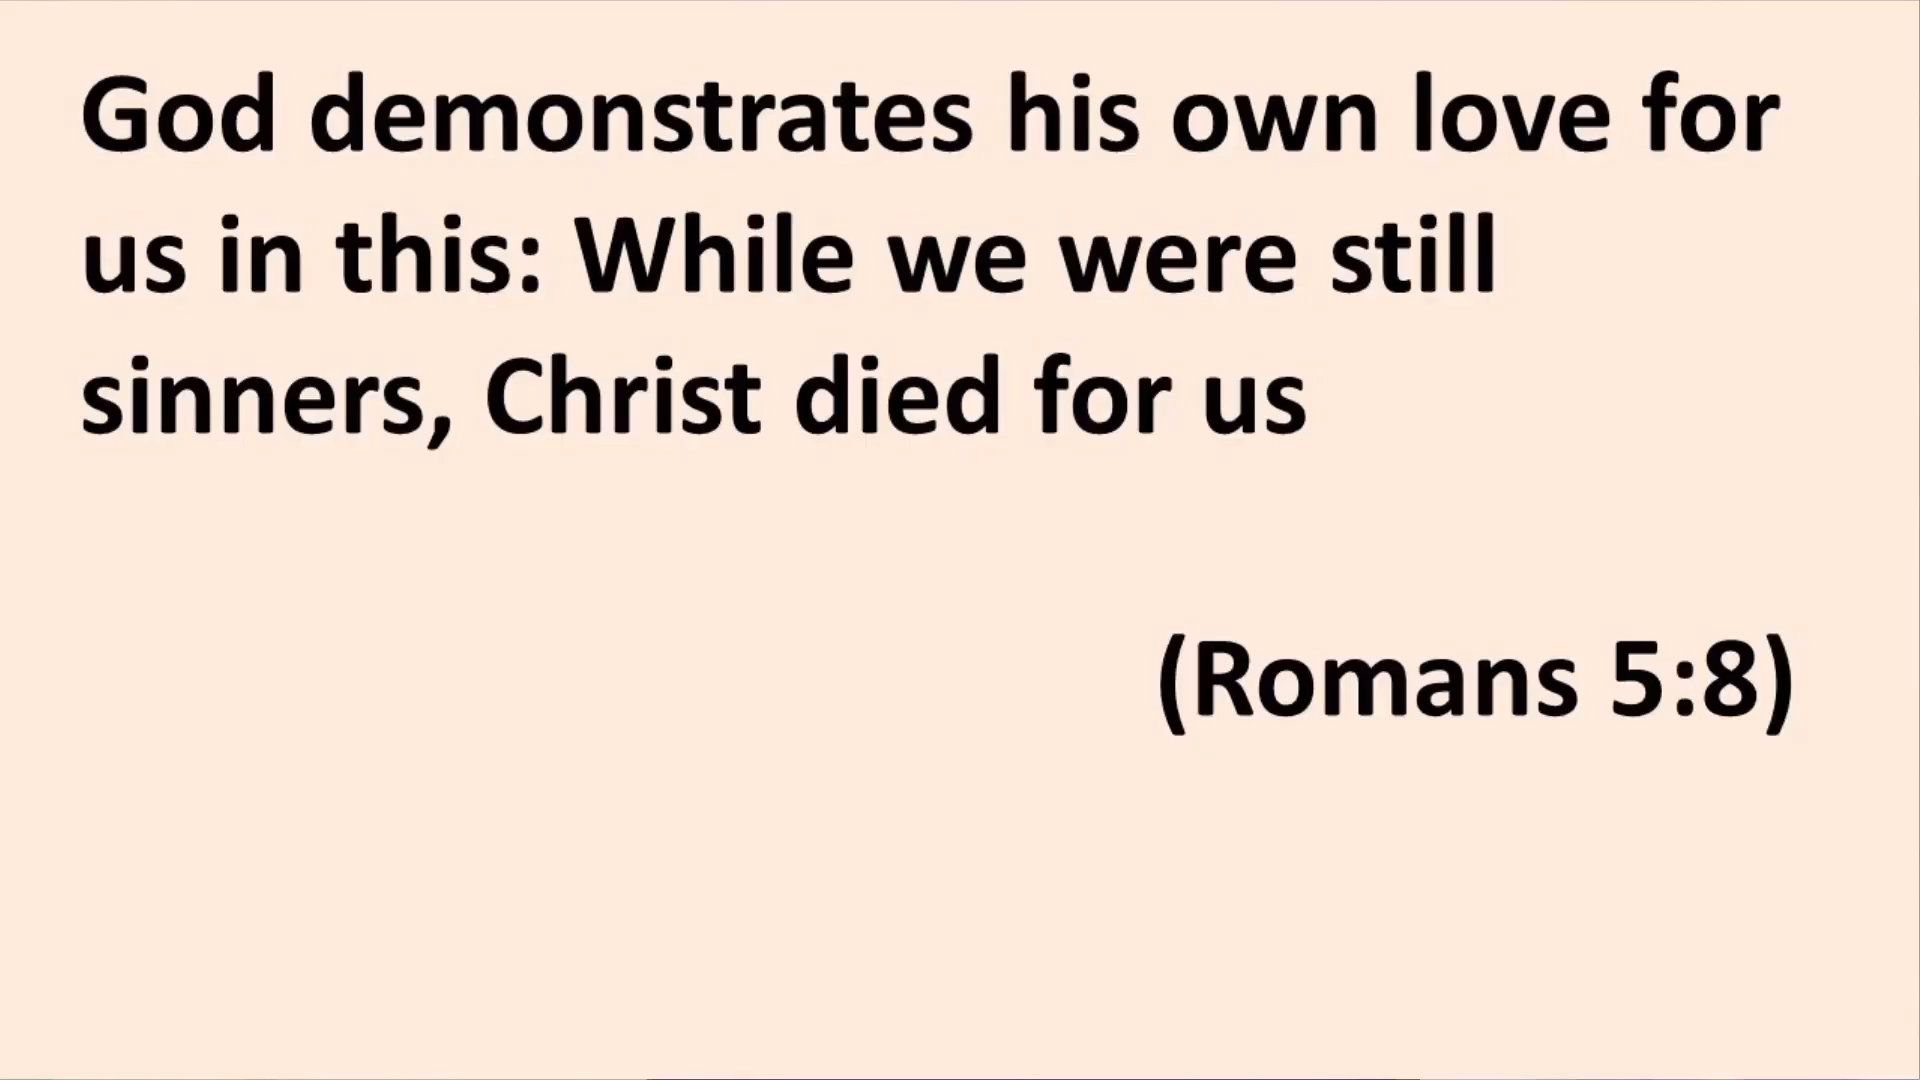 God demonstrates his own love for
us in this: While we were still
sinners, Christ died for us
(Romans 5:8)